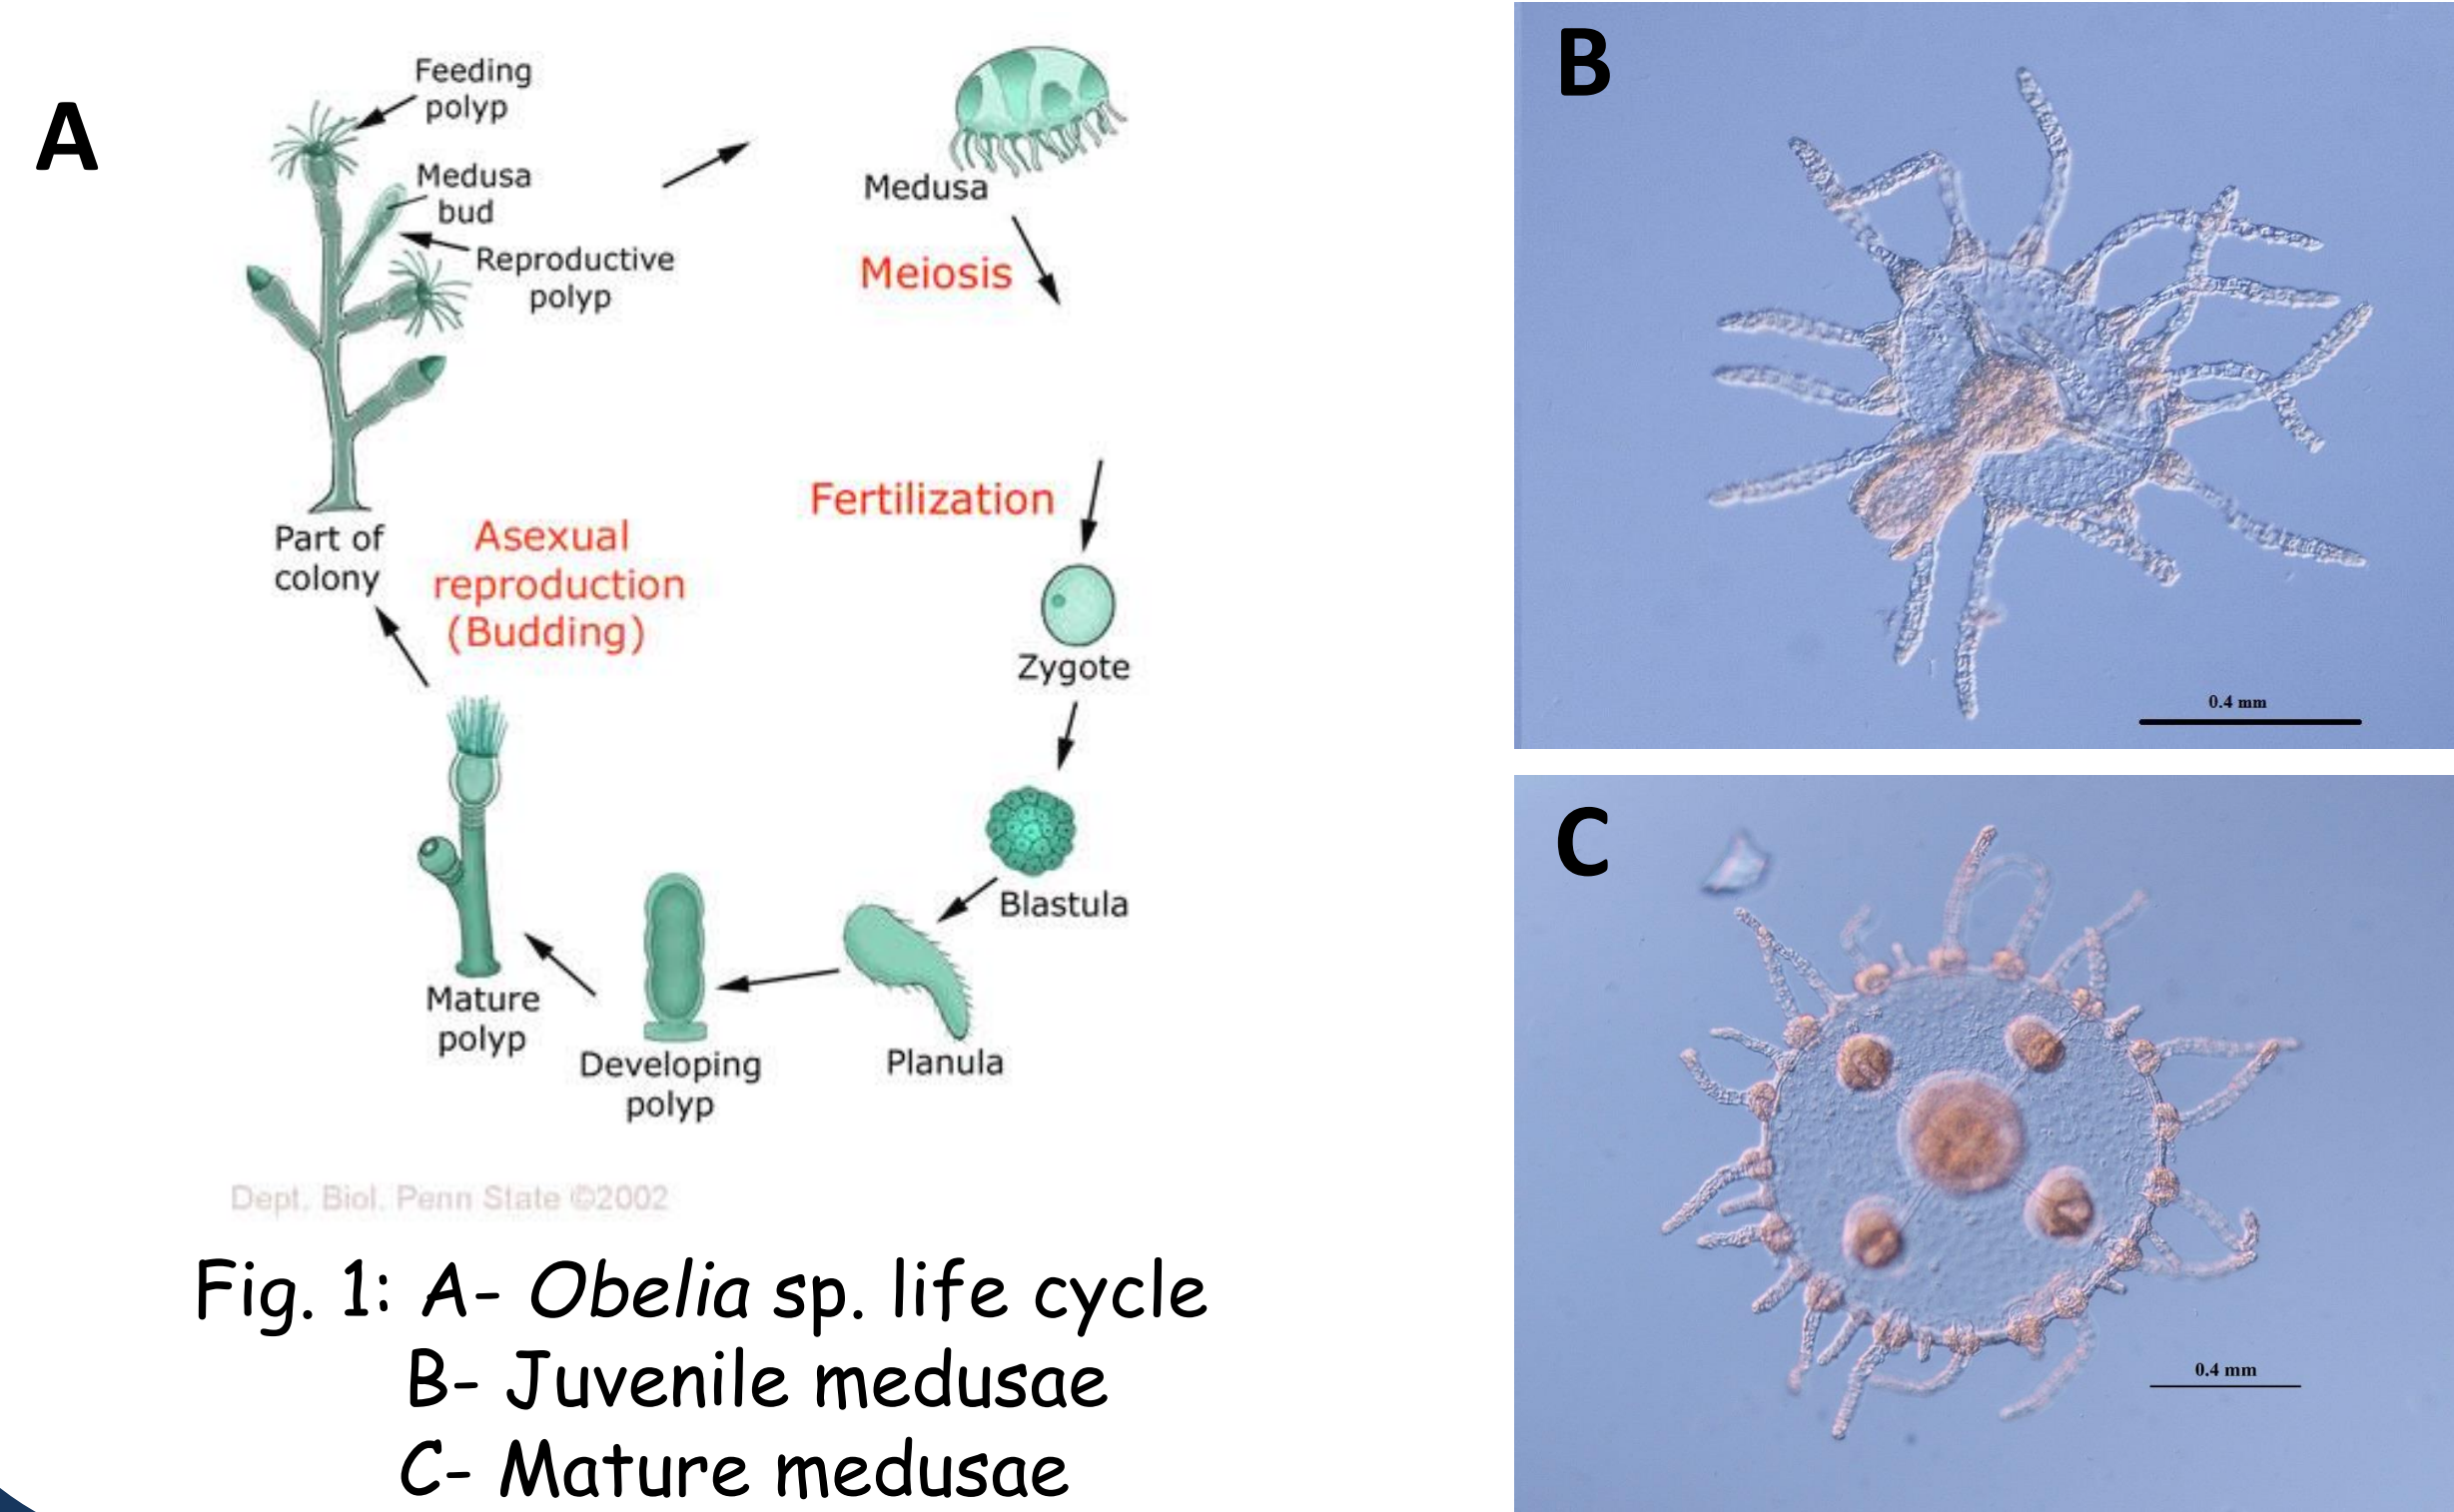 A
Feeding
polyp
Medusa
bud
Reproductive
polyp
Part of
colony
Medusa
Meiosis
Fertilization
Zygote
Blastula
Planula
Developing
polyp
Mature
polyp
Asexual
reproduction
(Budding)
Dept. Biol. Penn State ©2002
Fig. 1: A- Obelia sp. life cycle
B- Juvenile medusae
C- Mature medusae
B
0.4 mm
C
0.4 mm